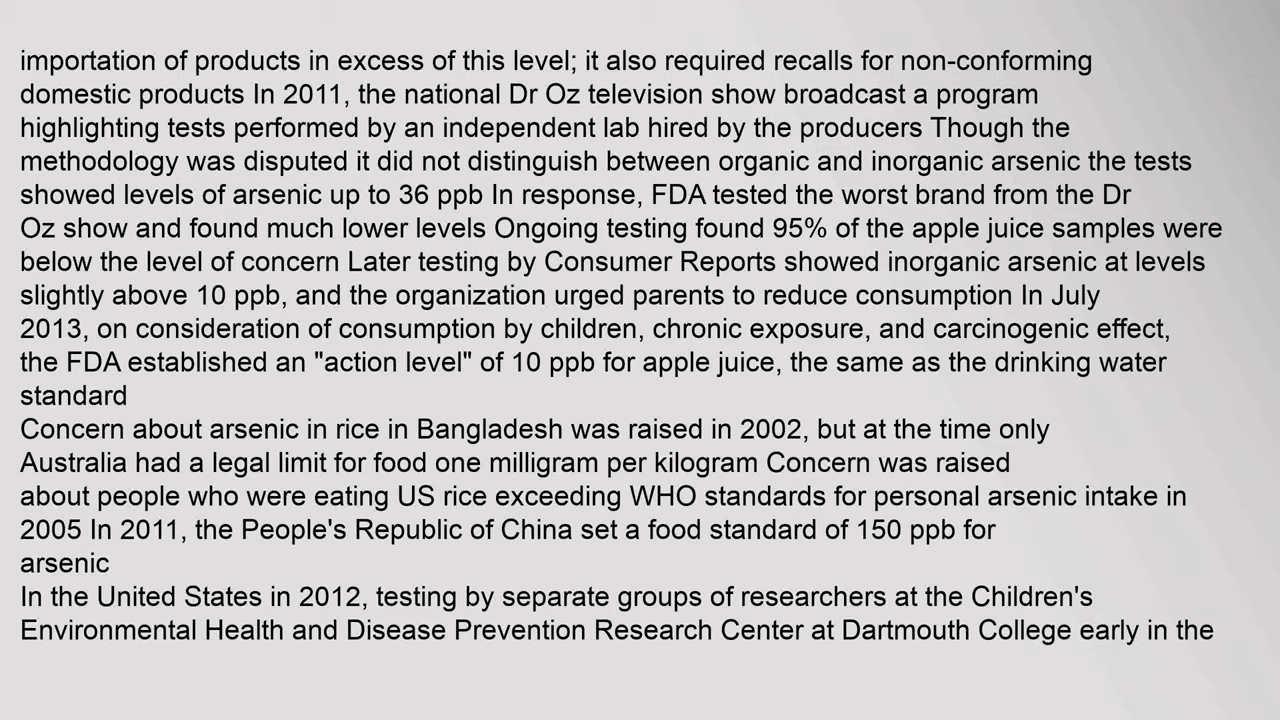 importation of products in excess of this level; it also required recalls for non-conforming
domestic products In 2011, the national Dr Oz television show broadcast a program
highlighting tests performed by an independent lab hired by the producers Though the
methodology was disputed it did not distinguish between organic and inorganic arsenic the tests
showed levels of arsenic up to 36 ppb In response, FDA tested the worst brand from the Dr
Oz show and found much lower levels Ongoing testing found 95% of the apple juice samples were
below the level of concern Later testing by Consumer Reports showed inorganic arsenic at levels
slightly above 10 ppb, and the organization urged parents to reduce consumption In July
2013, on consideration of consumption by children, chronic exposure, and carcinogenic effect,
the FDA established an "action level" of 10 ppb for apple juice, the same as the drinking water
standard
Concern about arsenic in rice in Bangladesh was raised in 2002, but at the time only
Australia had a legal limit for food one milligram per kilogram Concern was raised
about people who were eating US rice exceeding WHO standards for personal arsenic intake in
2005 In 2011, the People's Republic of China set a food standard of 150 ppb for
arsenic
In the United States in 2012, testing by separate groups of researchers at the Children's
Environmental Health and Disease Prevention Research Center at Dartmouth College early in the